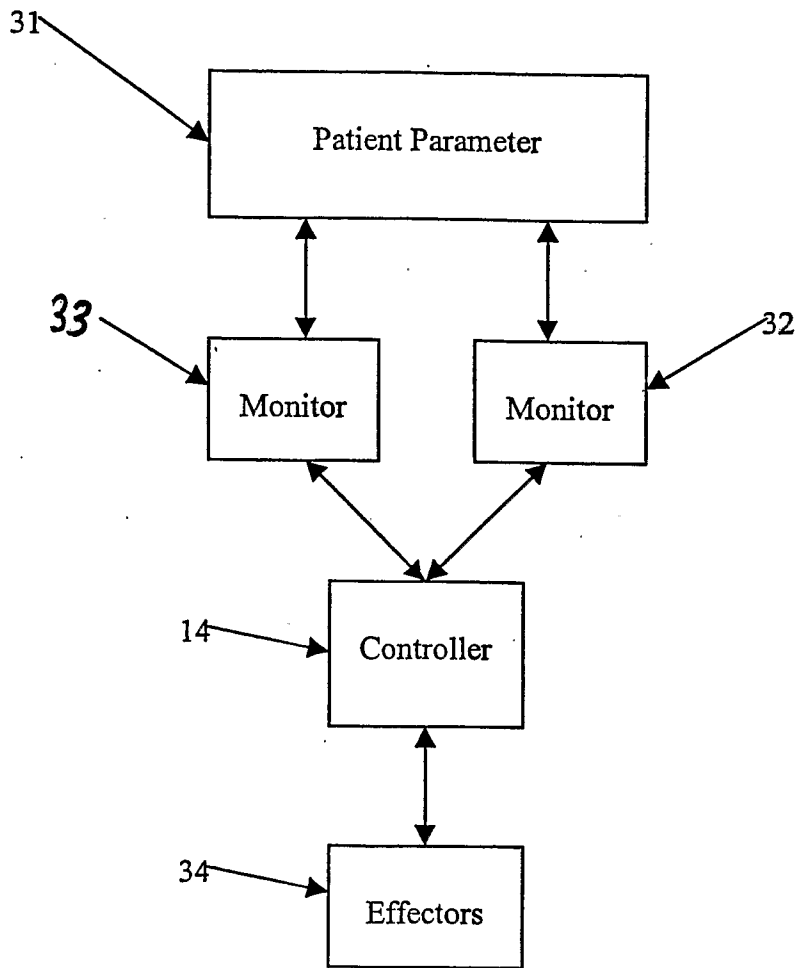 31
Patient Parameter
33
32
Monitor
Monitor
14
Controller
34
Effectors